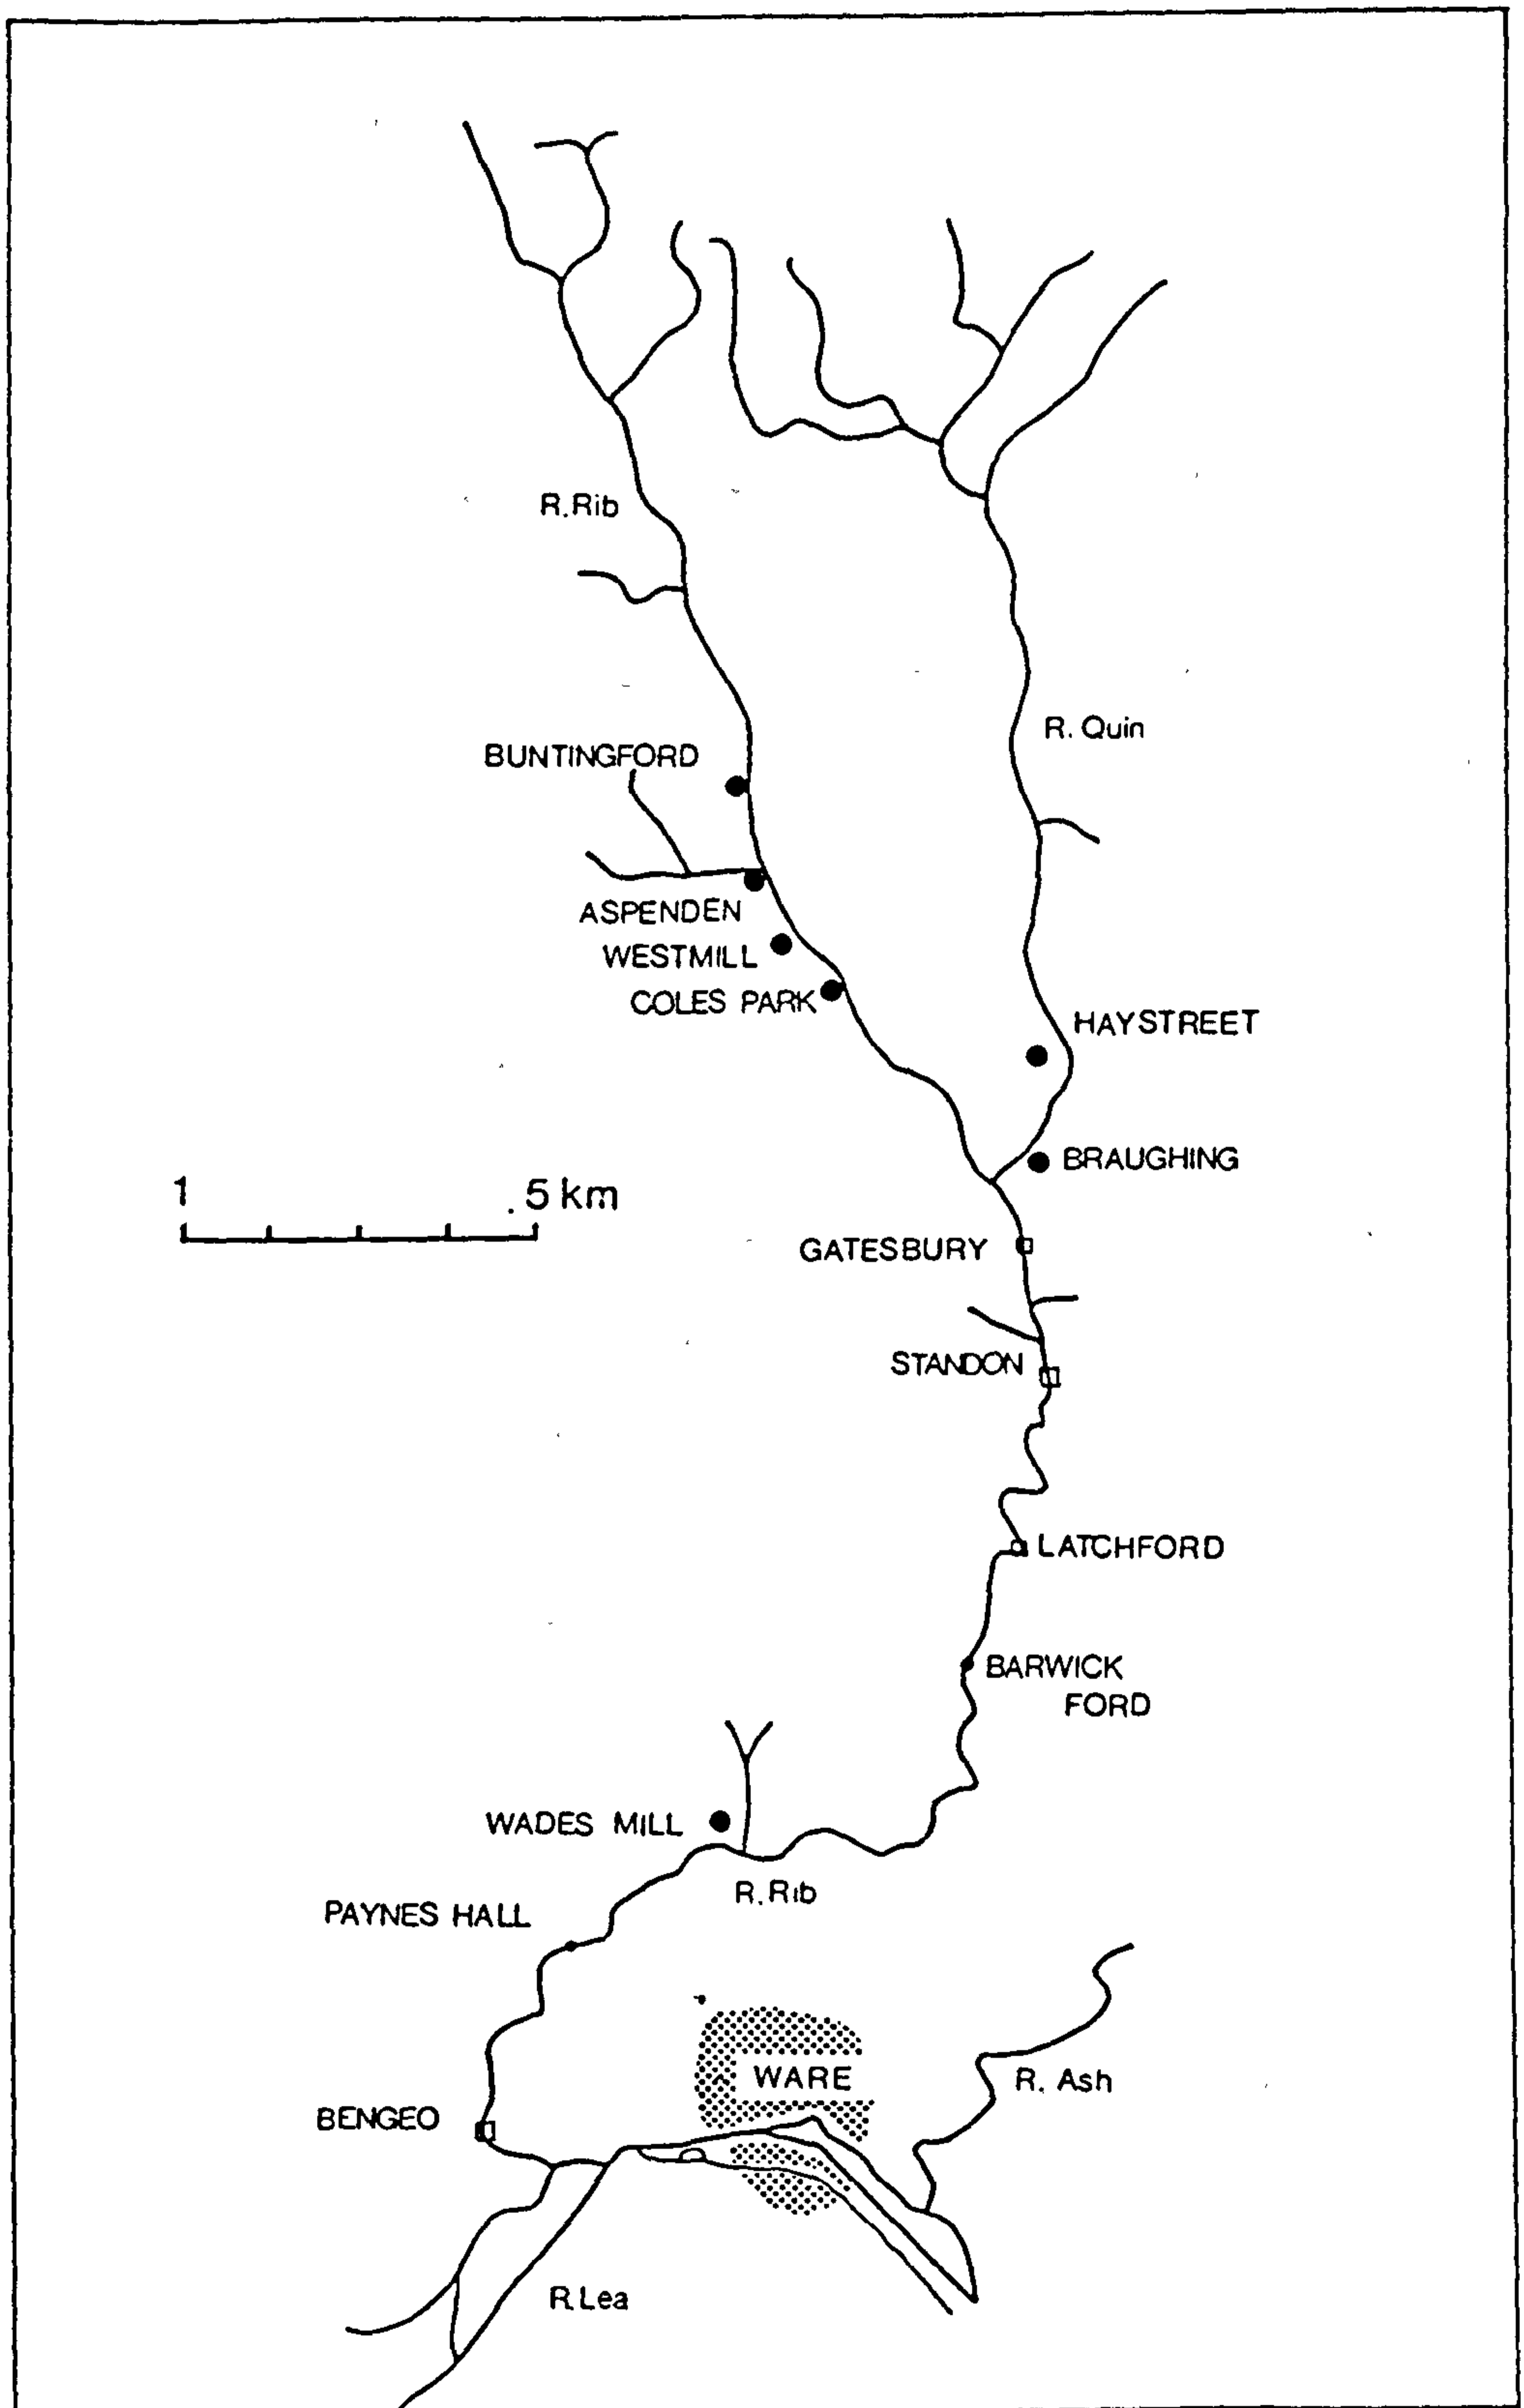 R.Rib
R. Quin
BUNTINGFORD
ASPENDEN
WESTMILL
COLES PARK
HAYSTREET
BRAUGHING
1 .5 km
GATESBURY
STANDON
LATCHFORD
BARWICK
FORD
WADES MILL
R.Rib
PAYNES HALL
WARE
R. Ash
BENGEO
R.Lea